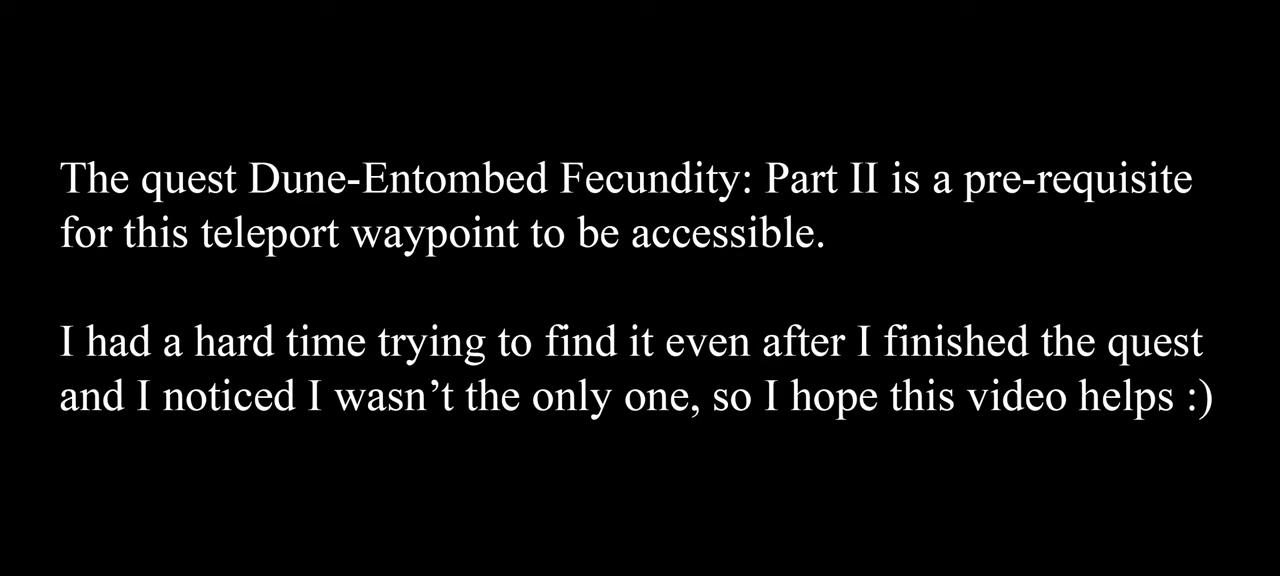 The quest Dune-Entombed Fecundity: Part II is a pre-requisite
for this teleport waypoint to be accessible.
I had a hard time trying to find it even after I finished the quest
and I noticed I wasn’t the only one, so I hope this video helps :)